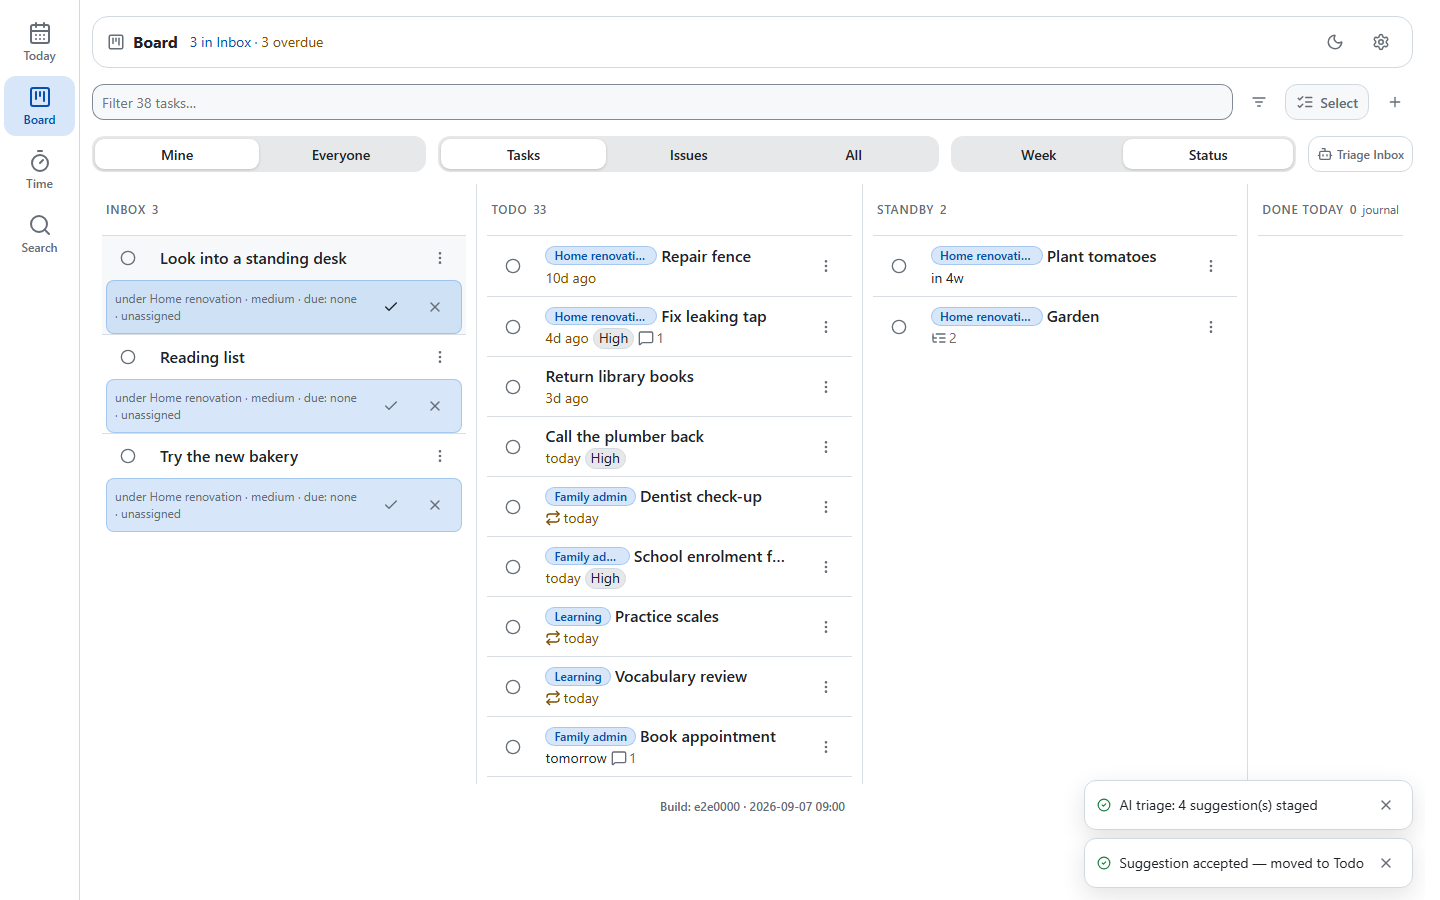 Today
Board
Time
Search
Board 3 in Inbox · 3 overdue
Filter 38 tasks...
Select
Mine Everyone
Tasks Issues All
Week Status
Triage Inbox
INBOX 3
Look into a standing desk
under Home renovation · medium · due: none
· unassigned
Reading list
under Home renovation · medium · due: none
· unassigned
Try the new bakery
under Home renovation · medium · due: none
· unassigned
TODO 33
Home renovati... Repair fence
10d ago
Home renovati... Fix leaking tap
4d ago High 1
Return library books
3d ago
Call the plumber back
today High
Family admin Dentist check-up
today
Family ad... School enrolment f...
today High
Learning Practice scales
today
Learning Vocabulary review
today
Family admin Book appointment
tomorrow 1
STANDBY 2
Home renovati... Plant tomatoes
in 4w
Home renovati... Garden
2
DONE TODAY 0 journal
Build: e2e0000 · 2026-09-07 09:00
AI triage: 4 suggestion(s) staged
Suggestion accepted — moved to Todo